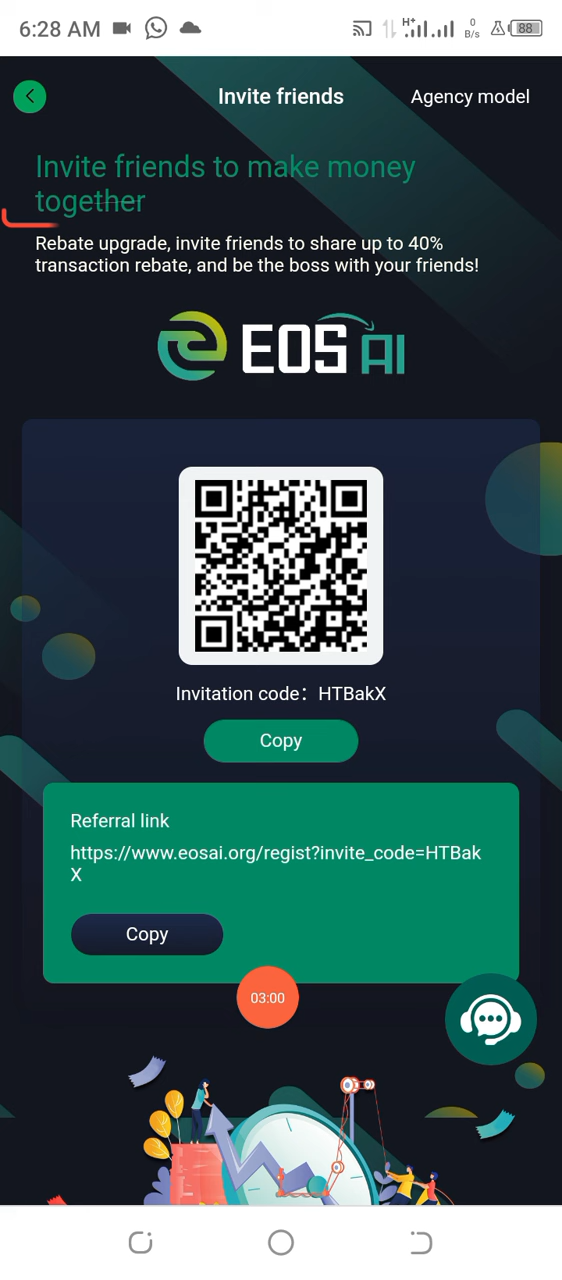 6:28 AM
H+
0
B/s
88
Invite friends
Agency model
Invite friends to make money
together
Rebate upgrade, invite friends to share up to 40%
transaction rebate, and be the boss with your friends!
EOS AI
Invitation code：HTBakX
Copy
Referral link
https://www.eosai.org/regist?invite_code=HTBak
X
Copy
03:00